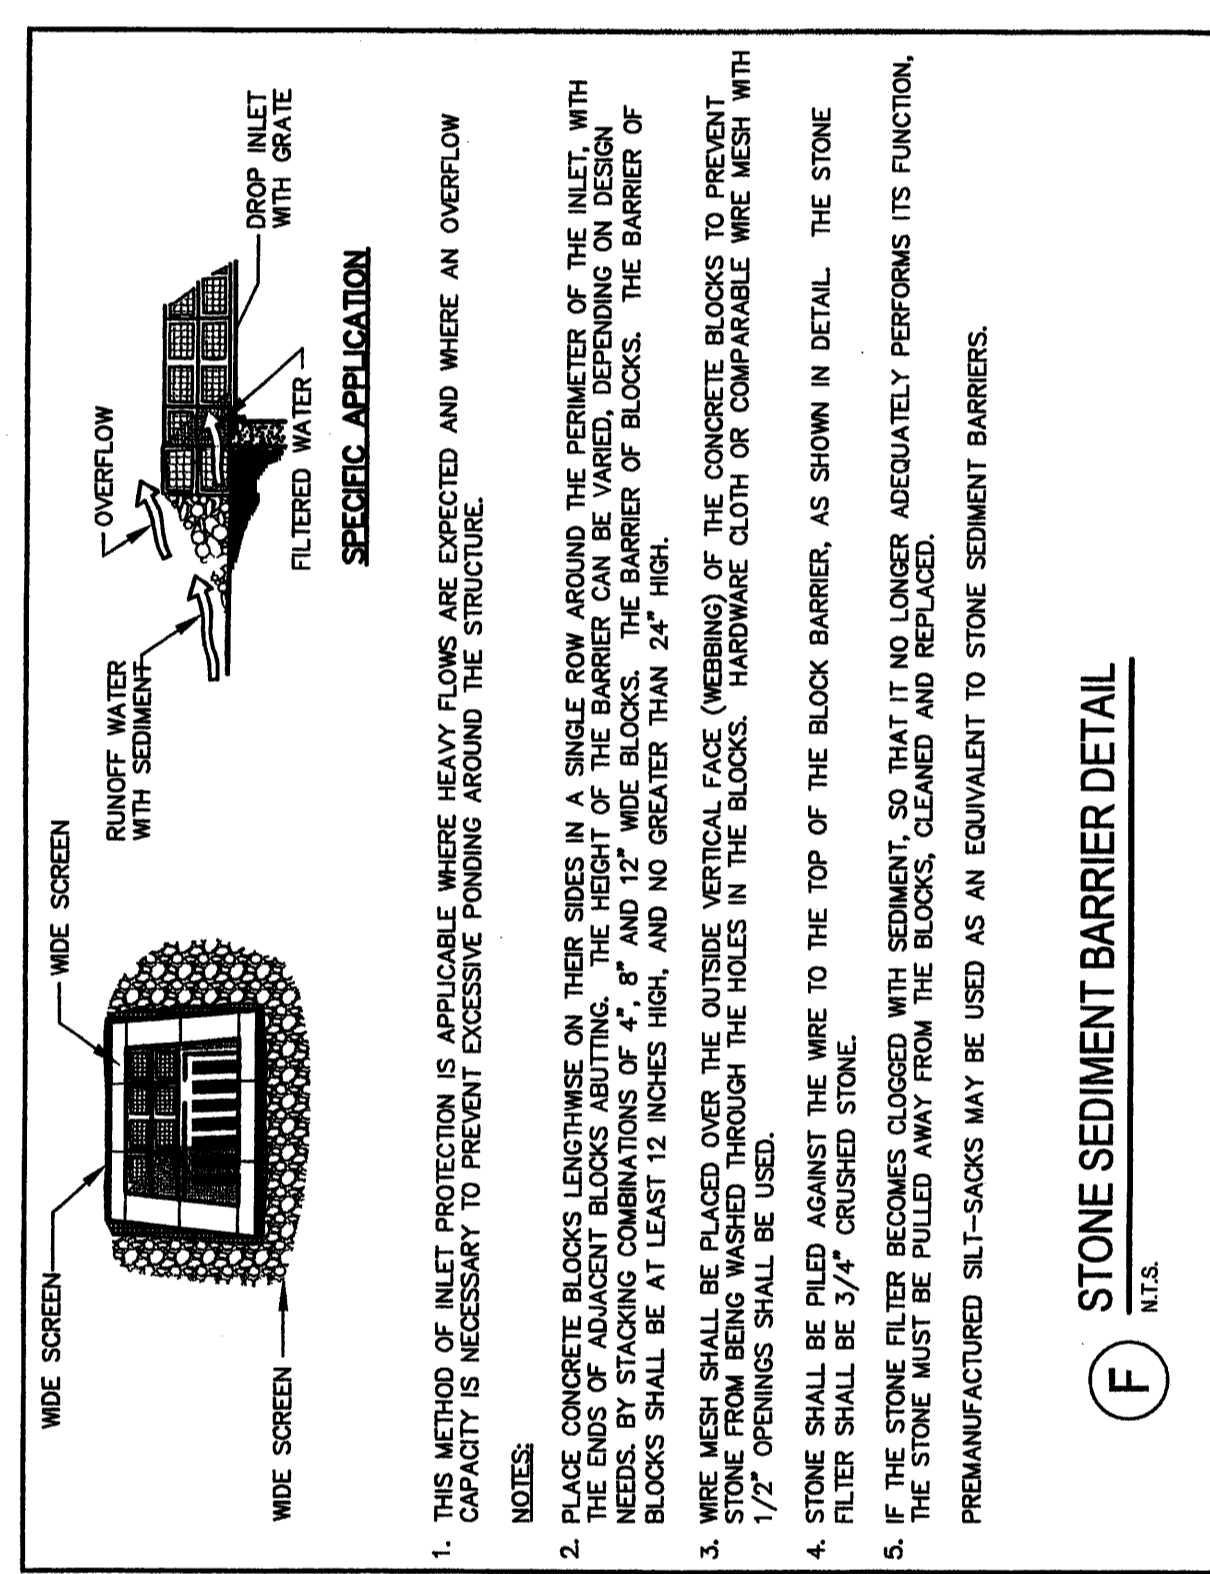 WIDE SCREEN
WIDE SCREEN
WIDE SCREEN
RUNOFF WATER
WITH SEDIMENT
OVERFLOW
FILTERED WATER
DROP INLET
WITH GRATE
SPECIFIC APPLICATION
1. THIS METHOD OF INLET PROTECTION IS APPLICABLE WHERE HEAVY FLOWS ARE EXPECTED AND WHERE AN OVERFLOW
CAPACITY IS NECESSARY TO PREVENT EXCESSIVE PONDING AROUND THE STRUCTURE.
NOTES:
2. PLACE CONCRETE BLOCKS LENGTHWISE ON THEIR SIDES IN A SINGLE ROW AROUND THE PERIMETER OF THE INLET, WITH
THE ENDS OF ADJACENT BLOCKS ABUTTING. THE HEIGHT OF THE BARRIER CAN BE VARIED, DEPENDING ON DESIGN
NEEDS. BY STACKING COMBINATIONS OF 4", 8" AND 12" WIDE BLOCKS. THE BARRIER OF BLOCKS. THE BARRIER OF
BLOCKS SHALL BE AT LEAST 12 INCHES HIGH, AND NO GREATER THAN 24" HIGH.
3. WIRE MESH SHALL BE PLACED OVER THE OUTSIDE VERTICAL FACE (WEBBING) OF THE CONCRETE BLOCKS TO PREVENT
STONE FROM BEING WASHED THROUGH THE HOLES IN THE BLOCKS. HARDWARE CLOTH OR COMPARABLE WIRE MESH WITH
1/2" OPENINGS SHALL BE USED.
4. STONE SHALL BE PILED AGAINST THE WIRE TO THE TOP OF THE BLOCK BARRIER, AS SHOWN IN DETAIL. THE STONE
FILTER SHALL BE 3/4" CRUSHED STONE.
5. IF THE STONE FILTER BECOMES CLOGGED WITH SEDIMENT, SO THAT IT NO LONGER ADEQUATELY PERFORMS ITS FUNCTION,
THE STONE MUST BE PULLED AWAY FROM THE BLOCKS, CLEANED AND REPLACED.
PREMANUFACTURED SILT-SACKS MAY BE USED AS AN EQUIVALENT TO STONE SEDIMENT BARRIERS.
F STONE SEDIMENT BARRIER DETAIL
N.T.S.